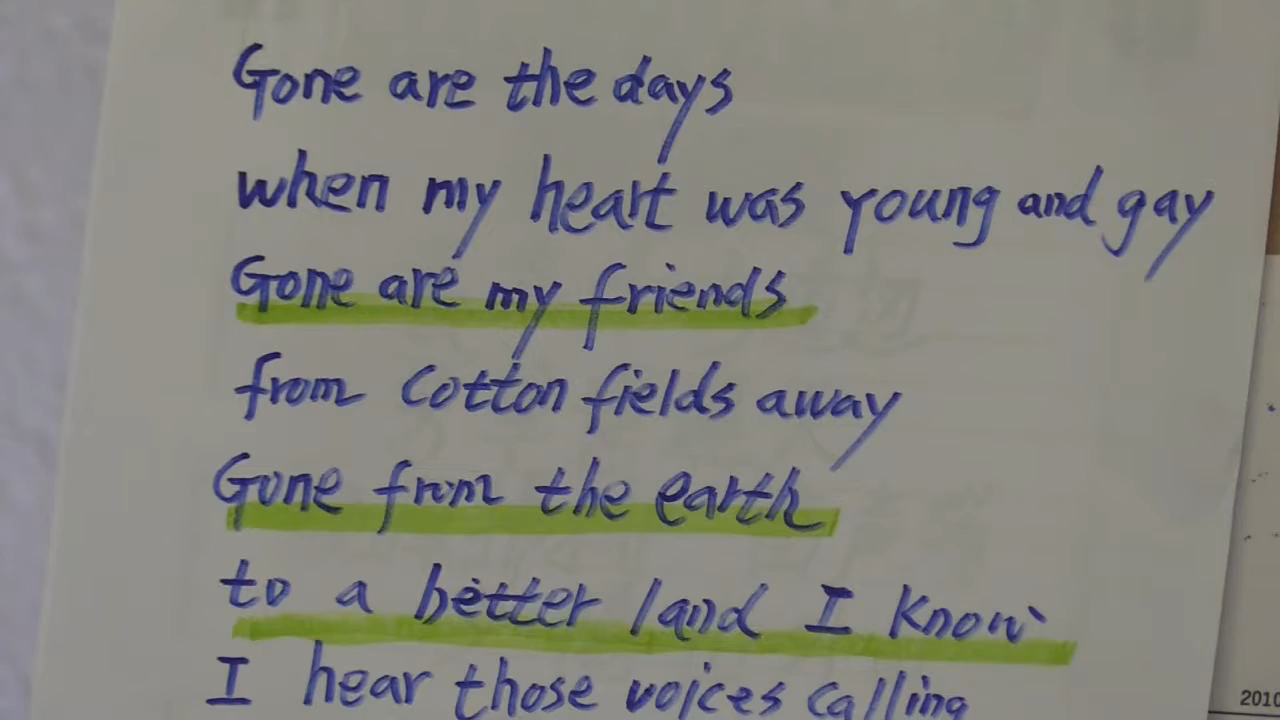 Gone are the days
when my heart was young and gay
Gone are my friends
from Cotton fields away
Gone from the earth
to a better land I Know
I hear those voices calling
2010